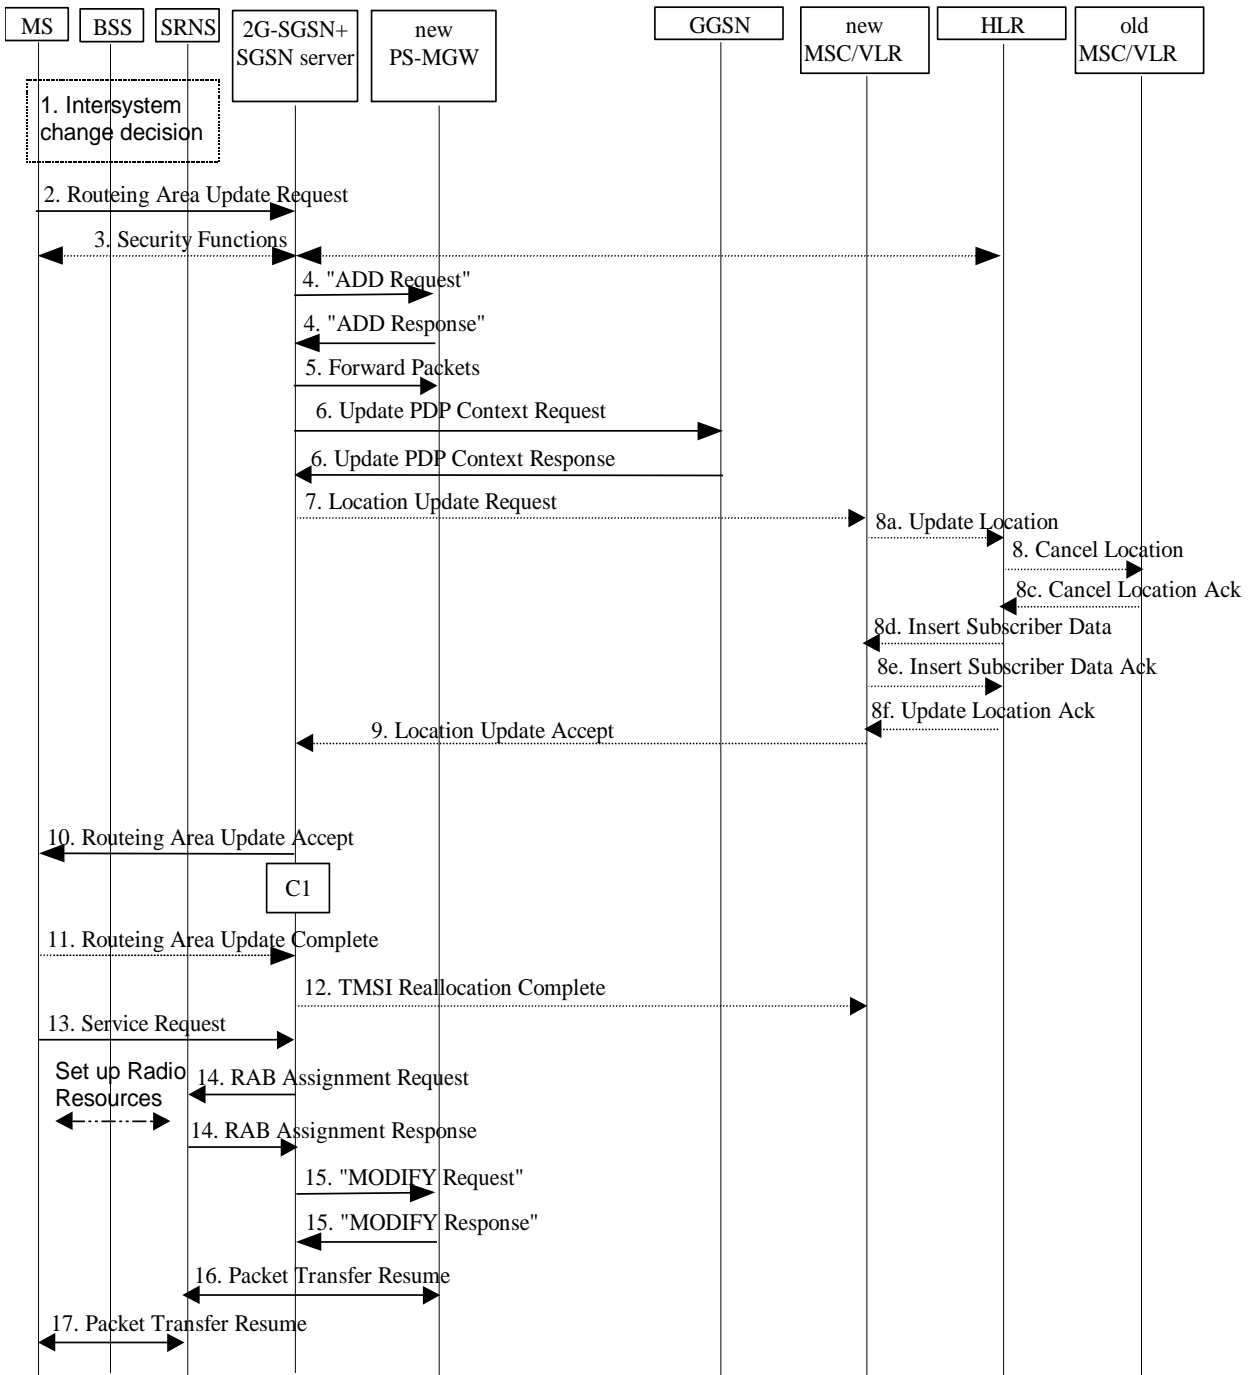 MS
BSS
SRNS
2G-SGSN+
SGSN server
new
PS-MGW
GGSN
new
MSC/VLR
HLR
old
MSC/VLR
1. Intersystem
change decision
2. Routeing Area Update Request
3. Security Functions
4. "ADD Request"
4. "ADD Response"
5. Forward Packets
6. Update PDP Context Request
6. Update PDP Context Response
7. Location Update Request
8a. Update Location
8. Cancel Location
8c. Cancel Location Ack
8d. Insert Subscriber Data
8e. Insert Subscriber Data Ack
8f. Update Location Ack
9. Location Update Accept
10. Routeing Area Update Accept
C1
11. Routeing Area Update Complete
12. TMSI Reallocation Complete
13. Service Request
Set up Radio
Resources
14. RAB Assignment Request
14. RAB Assignment Response
15. "MODIFY Request"
15. "MODIFY Response"
16. Packet Transfer Resume
17. Packet Transfer Resume